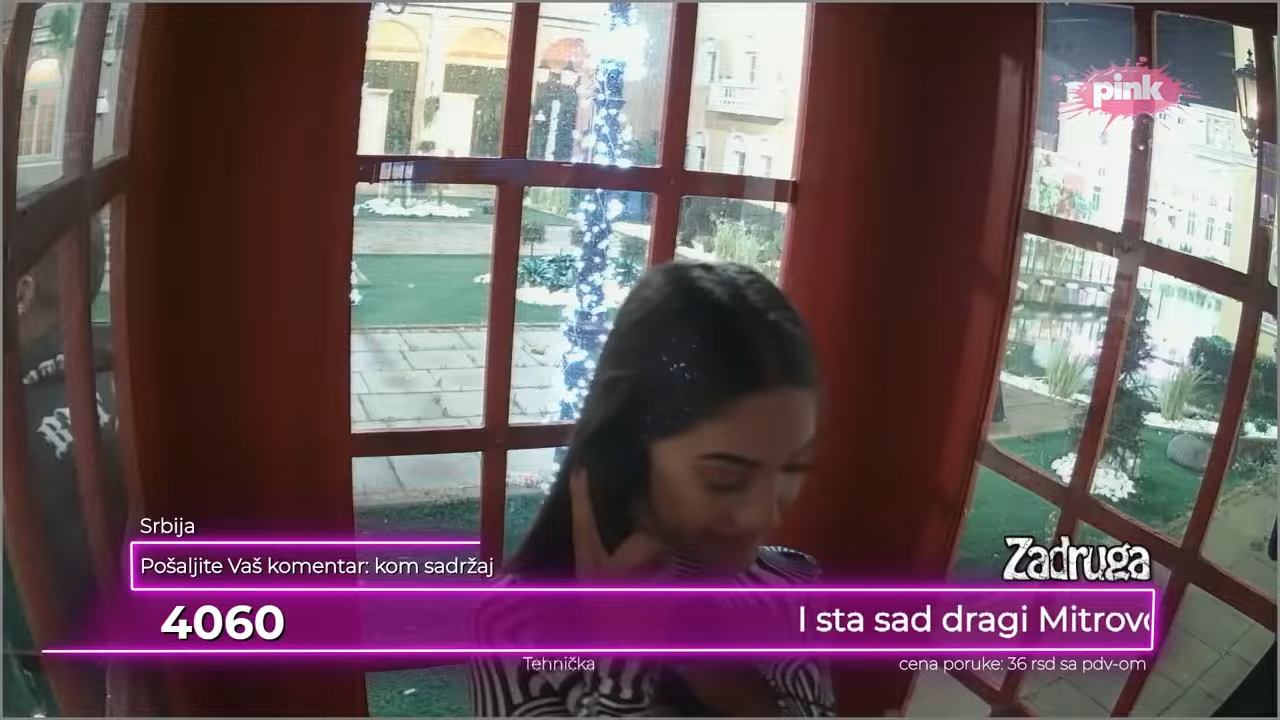 pink
Srbija
Pošaljite Vaš komentar: kom sadržaj
Zadruga
4060
I sta sad dragi Mitrov
Tehnička
cena poruke: 36 rsd sa pdv-om